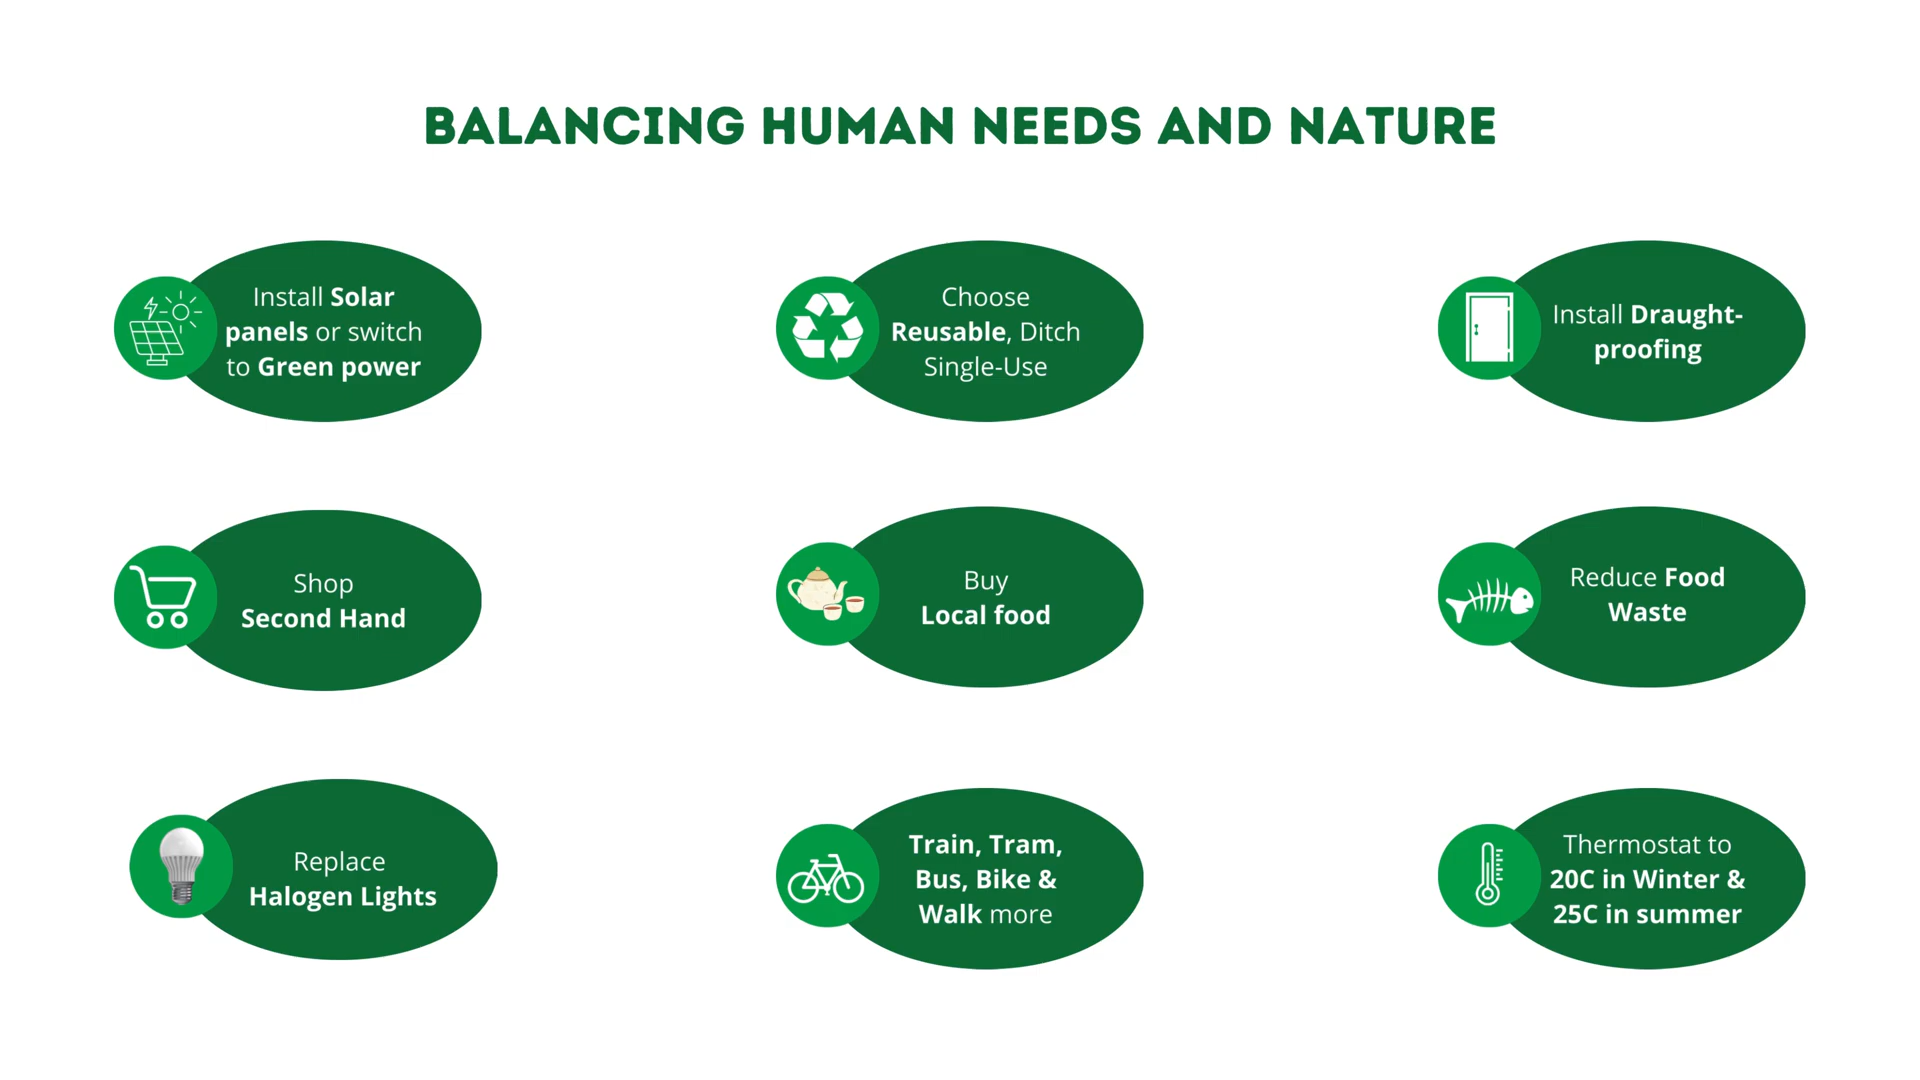 BALANCING HUMAN NEEDS AND NATURE
Install Solar
panels or switch
to Green power
Choose
Reusable, Ditch
Single-Use
Install Draught-
proofing
Shop
Second Hand
Buy
Local food
Reduce Food
Waste
Replace
Halogen Lights
Train, Tram,
Bus, Bike &
Walk more
Thermostat to
20C in Winter &
25C in summer